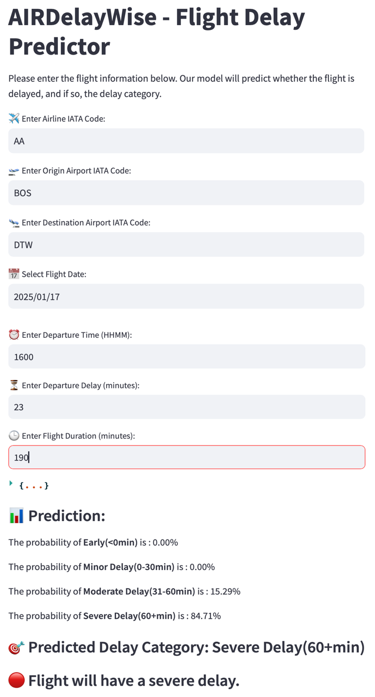 AIRDelayWise - Flight Delay
Predictor
Please enter the flight information below. Our model will predict whether the flight is
delayed, and if so, the delay category.
✈️ Enter Airline IATA Code:
AA
🛫 Enter Origin Airport IATA Code:
BOS
🛬 Enter Destination Airport IATA Code:
DTW
📅 Select Flight Date:
2025/01/17
⏰ Enter Departure Time (HHMM):
1600
⏳ Enter Departure Delay (minutes):
23
🕒 Enter Flight Duration (minutes):
190
{...}
📊 Prediction:
The probability of Early(<0min) is : 0.00%
The probability of Minor Delay(0-30min) is : 0.00%
The probability of Moderate Delay(31-60min) is : 15.29%
The probability of Severe Delay(60+min) is : 84.71%
🎯 Predicted Delay Category: Severe Delay(60+min)
🔴 Flight will have a severe delay.